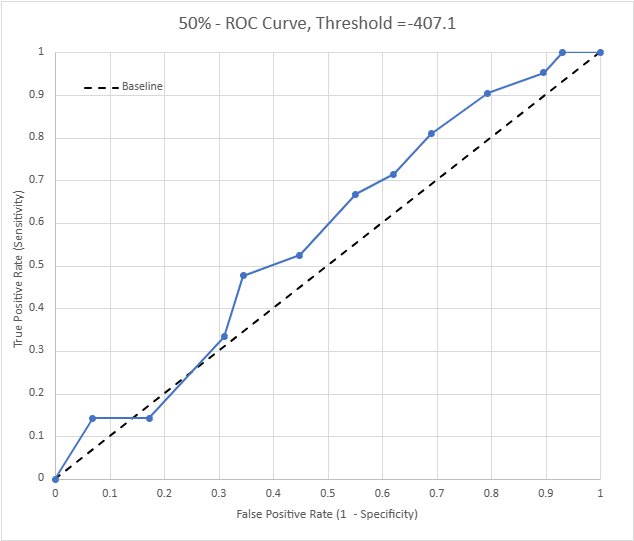 50% - ROC Curve, Threshold =-407.1
1
0.9
0.8
0.7
0.6
0.5
0.4
0.3
0.2
0.1
0
Baseline
True Positive Rate (Sensitivity)
0 0.1 0.2 0.3 0.4 0.5 0.6 0.7 0.8 0.9 1
False Positive Rate (1 - Specificity)